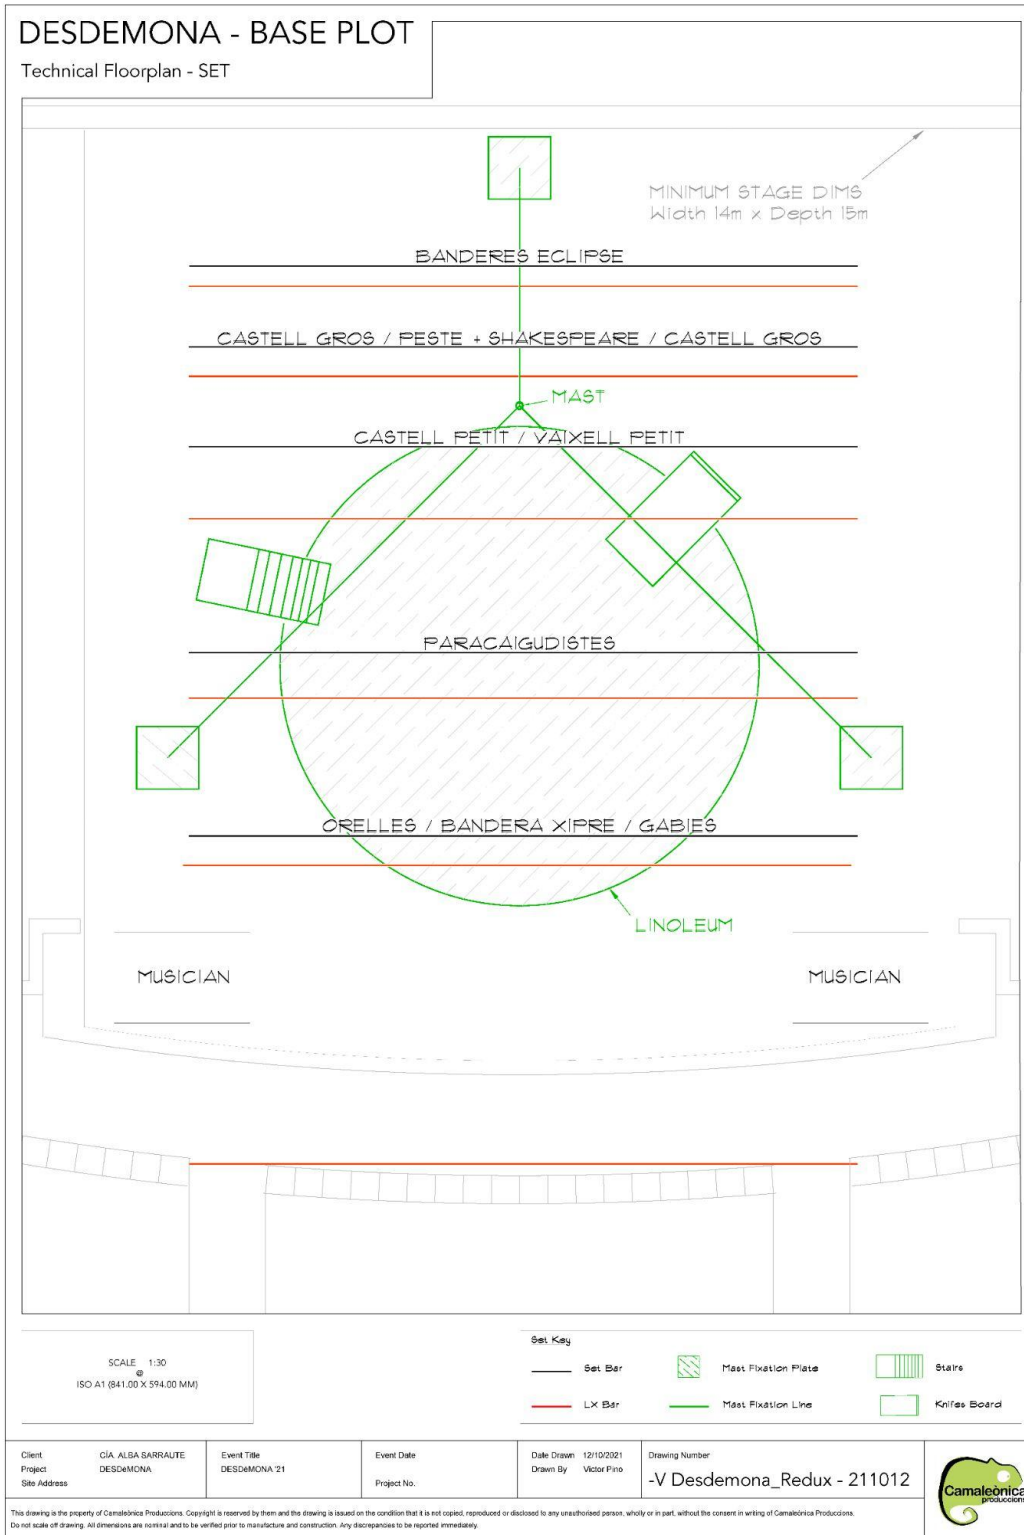 DESDEMONA - BASE PLOT
Technical Floorplan - SET
MINIMUM STAGE DIMS
Width 14m x Depth 15m
BANDERES ECLIPSE
CASTELL GROS / PESTE + SHAKESPEARE / CASTELL GROS
MAST
CASTELL PETIT / VAIXELL PETIT
PARACAIGUDISTES
ORELLES / BANDERA XIPRE / GABIES
LINOLEUM
MUSICIAN
MUSICIAN
SCALE 1:30
@
ISO A1 (841.00 X 594.00 MM)
Set Key
Set Bar
Mast Fixation Plate
Stairs
LX Bar
Mast Fixation Line
Knifes Board
Client CÍA. ALBA SARRAUTE
Project DESDéMONA
Site Address
Event Title
DESDéMONA '21
Event Date
Project No.
Date Drawn 12/10/2021
Drawn By Victor Pino
Drawing Number
-V Desdemona_Redux - 211012
Camaleònica
produccions
This drawing is the property of Camaleònica Produccions. Copyright is reserved by them and the drawing is issued on the condition that it is not copied, reproduced or disclosed to any unauthorised person, wholly or in part, without the consent in writing of Camaleònica Produccions.
Do not scale off drawing. All dimensions are nominal and to be verified prior to manufacture and construction. Any discrepancies to be reported immediately.